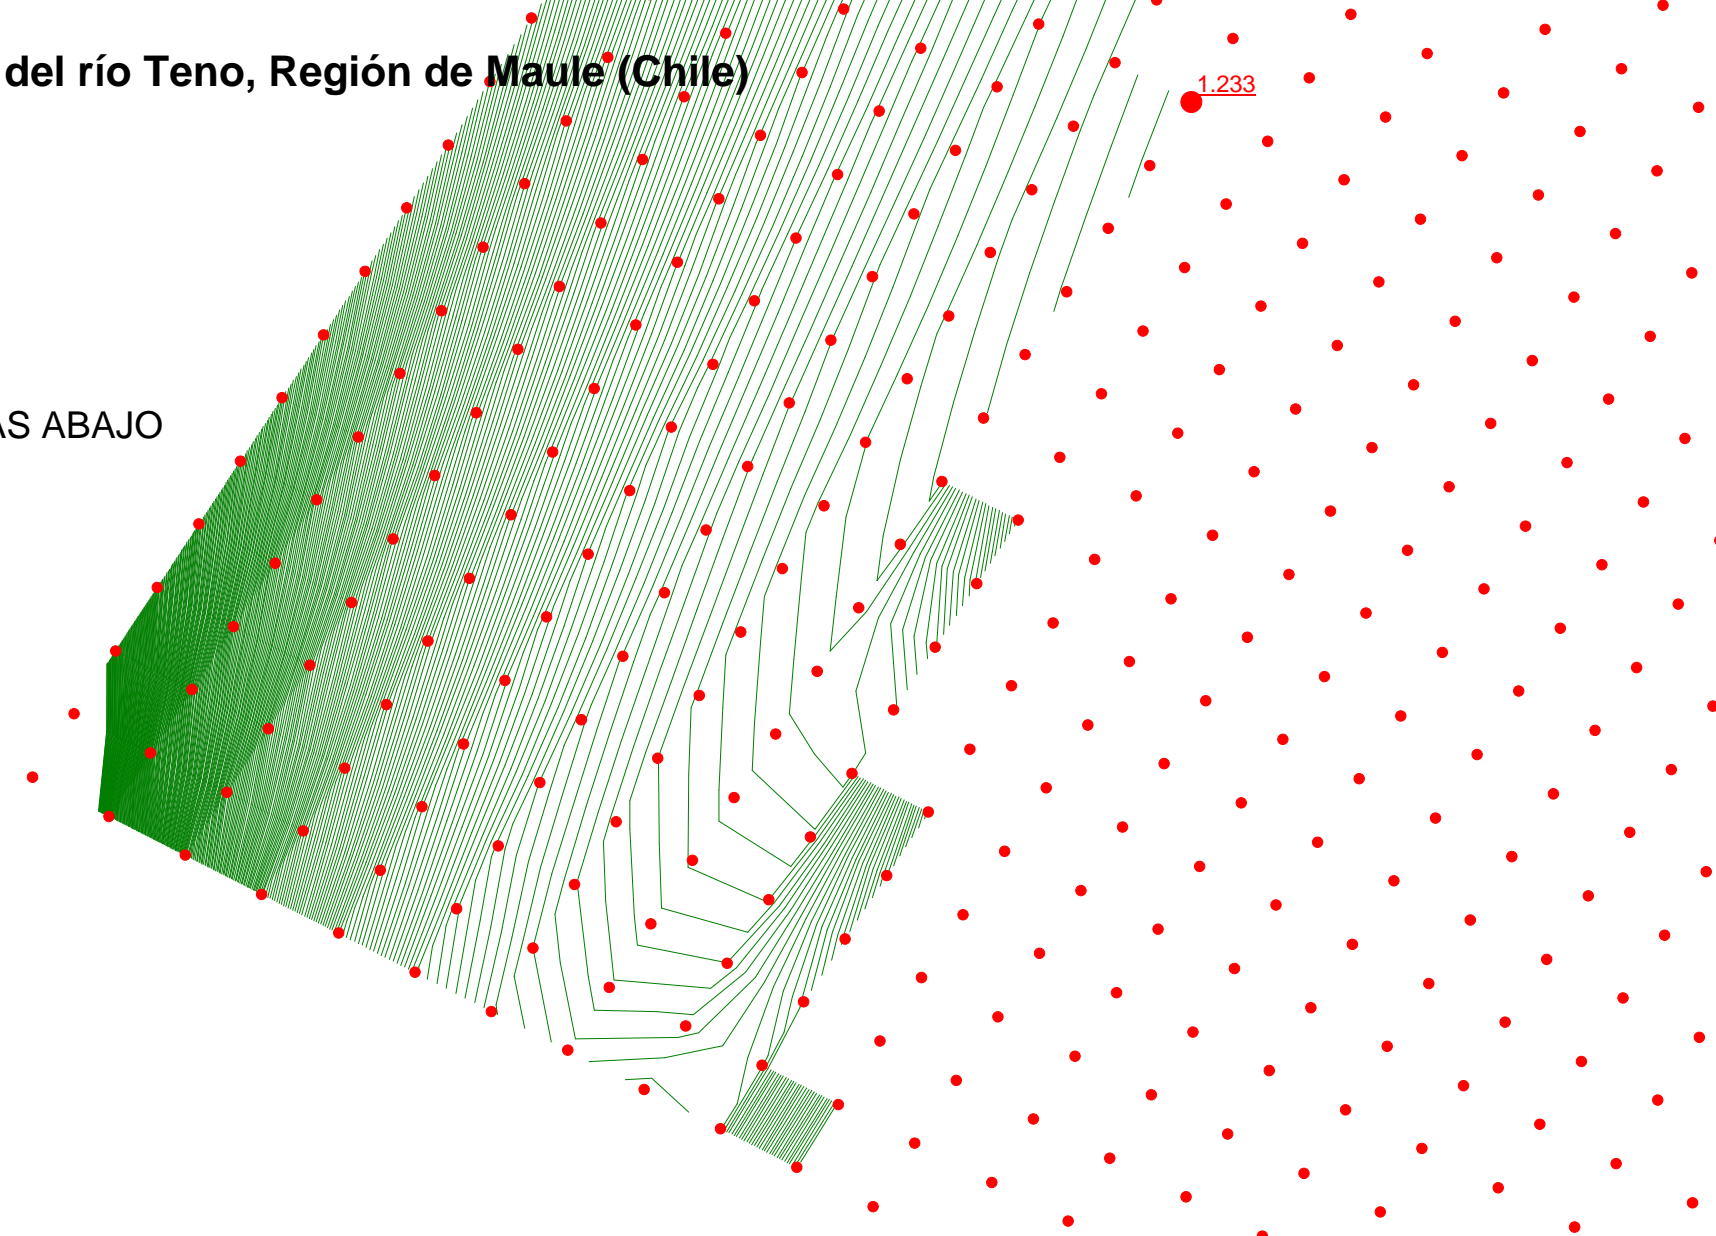 del río Teno, Región de Maule (Chile)
1.233
AS ABAJO